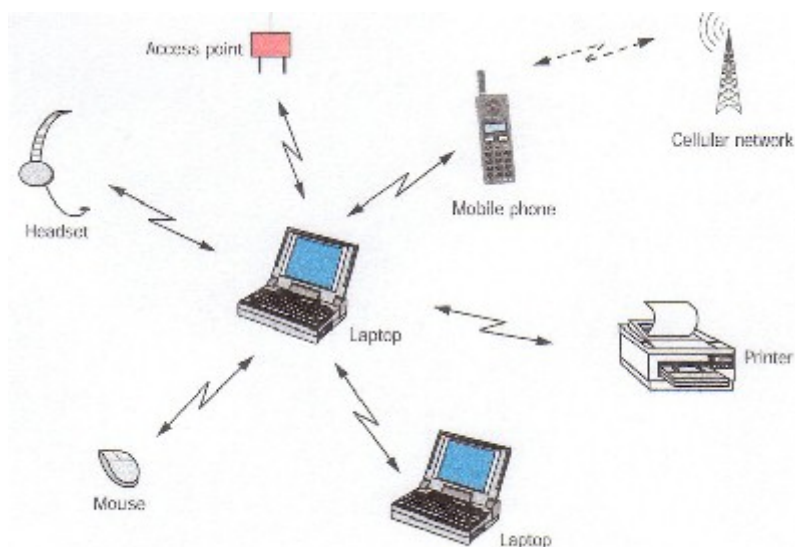 Access point
Cellular network
Mobile phone
Headset
Laptop
Printer
Mouse
Laptop